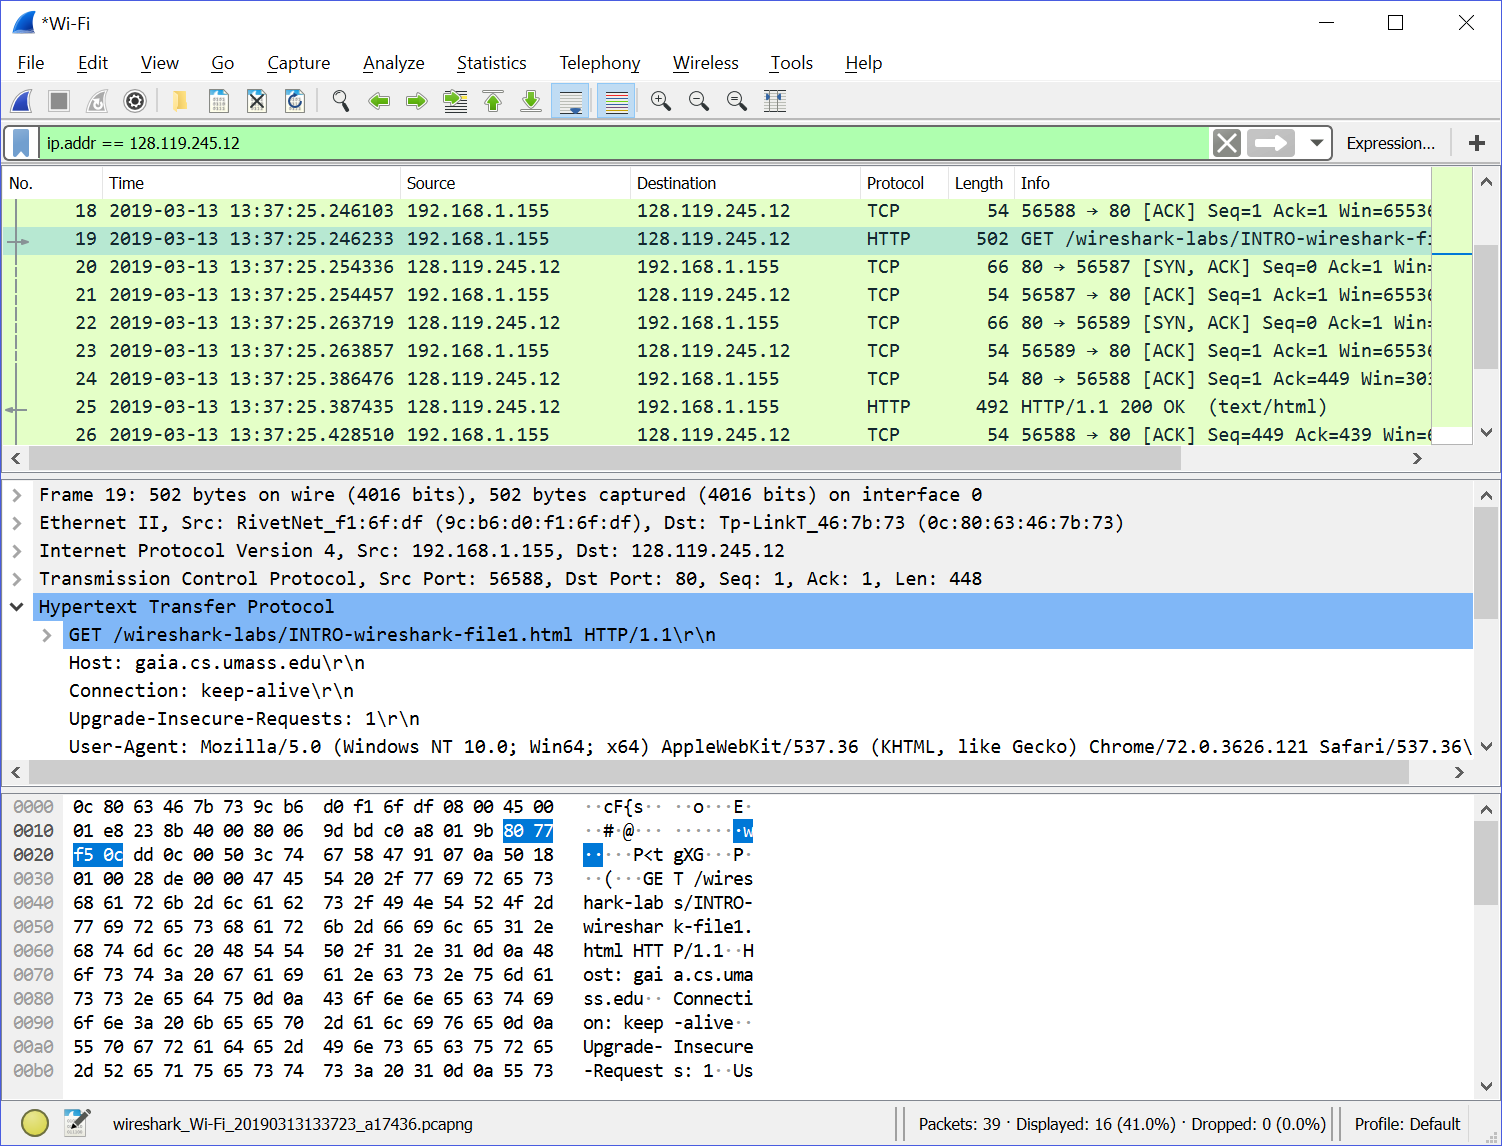 *Wi-Fi
File Edit View Go Capture Analyze Statistics Telephony Wireless Tools Help
ip.addr == 128.119.245.12 Expression... +
No. Time Source Destination Protocol Length Info
18 2019-03-13 13:37:25.246103 192.168.1.155 128.119.245.12 TCP 54 56588 → 80 [ACK] Seq=1 Ack=1 Win=65536
19 2019-03-13 13:37:25.246233 192.168.1.155 128.119.245.12 HTTP 502 GET /wireshark-labs/INTRO-wireshark-fi
20 2019-03-13 13:37:25.254336 128.119.245.12 192.168.1.155 TCP 66 80 → 56587 [SYN, ACK] Seq=0 Ack=1 Win=
21 2019-03-13 13:37:25.254457 192.168.1.155 128.119.245.12 TCP 54 56587 → 80 [ACK] Seq=1 Ack=1 Win=65536
22 2019-03-13 13:37:25.263719 128.119.245.12 192.168.1.155 TCP 66 80 → 56589 [SYN, ACK] Seq=0 Ack=1 Win=
23 2019-03-13 13:37:25.263857 192.168.1.155 128.119.245.12 TCP 54 56589 → 80 [ACK] Seq=1 Ack=1 Win=65536
24 2019-03-13 13:37:25.386476 128.119.245.12 192.168.1.155 TCP 54 80 → 56588 [ACK] Seq=1 Ack=449 Win=303
25 2019-03-13 13:37:25.387435 128.119.245.12 192.168.1.155 HTTP 492 HTTP/1.1 200 OK (text/html)
26 2019-03-13 13:37:25.428510 192.168.1.155 128.119.245.12 TCP 54 56588 → 80 [ACK] Seq=449 Ack=439 Win=6
Frame 19: 502 bytes on wire (4016 bits), 502 bytes captured (4016 bits) on interface 0
Ethernet II, Src: RivetNet_f1:6f:df (9c:b6:d0:f1:6f:df), Dst: Tp-LinkT_46:7b:73 (0c:80:63:46:7b:73)
Internet Protocol Version 4, Src: 192.168.1.155, Dst: 128.119.245.12
Transmission Control Protocol, Src Port: 56588, Dst Port: 80, Seq: 1, Ack: 1, Len: 448
Hypertext Transfer Protocol
GET /wireshark-labs/INTRO-wireshark-file1.html HTTP/1.1\r\n
Host: gaia.cs.umass.edu\r\n
Connection: keep-alive\r\n
Upgrade-Insecure-Requests: 1\r\n
User-Agent: Mozilla/5.0 (Windows NT 10.0; Win64; x64) AppleWebKit/537.36 (KHTML, like Gecko) Chrome/72.0.3626.121 Safari/537.36\
0000 0c 80 63 46 7b 73 9c b6 d0 f1 6f df 08 00 45 00 ··cF{s·· ··o···E·
0010 01 e8 23 8b 40 00 80 06 9d bd c0 a8 01 9b 80 77 ··#·@··· ·······w
0020 f5 0c dd 0c 00 50 3c 74 67 58 47 91 07 0a 50 18 ·····P<t gXG···P·
0030 01 00 28 de 00 00 47 45 54 20 2f 77 69 72 65 73 ··(···GE T /wires
0040 68 61 72 6b 2d 6c 61 62 73 2f 49 4e 54 52 4f 2d hark-lab s/INTRO-
0050 77 69 72 65 73 68 61 72 6b 2d 66 69 6c 65 31 2e wireshar k-file1.
0060 68 74 6d 6c 20 48 54 54 50 2f 31 2e 31 0d 0a 48 html HTT P/1.1··H
0070 6f 73 74 3a 20 67 61 69 61 2e 63 73 2e 75 6d 61 ost: gai a.cs.uma
0080 73 73 2e 65 64 75 0d 0a 43 6f 6e 6e 65 63 74 69 ss.edu·· Connecti
0090 6f 6e 3a 20 6b 65 65 70 2d 61 6c 69 76 65 0d 0a on: keep -alive··
00a0 55 70 67 72 61 64 65 2d 49 6e 73 65 63 75 72 65 Upgrade- Insecure
00b0 2d 52 65 71 75 65 73 74 73 3a 20 31 0d 0a 55 73 -Request s: 1··Us
wireshark_Wi-Fi_20190313133723_a17436.pcapng Packets: 39 · Displayed: 16 (41.0%) · Dropped: 0 (0.0%) Profile: Default